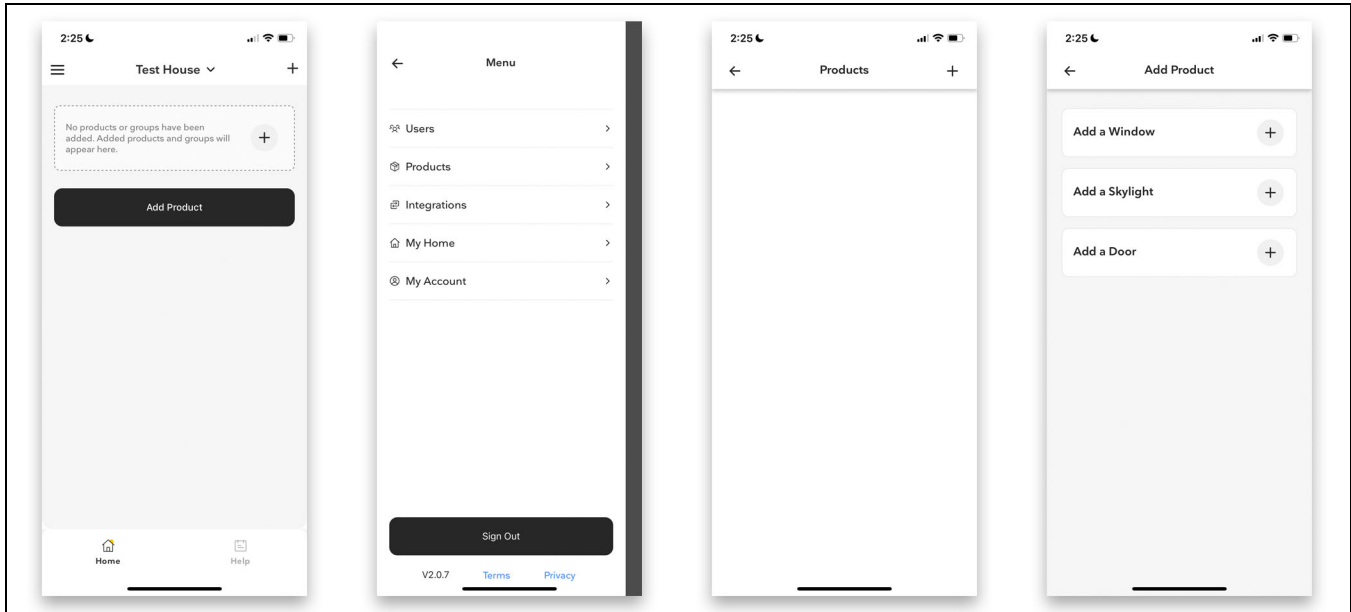 2:25
Test House
No products or groups have been
added. Added products and groups will
appear here.
Add Product
Home
Help
Menu
Users
Products
Integrations
My Home
My Account
Sign Out
V2.0.7 Terms Privacy
2:25
Products
2:25
Add Product
Add a Window
Add a Skylight
Add a Door